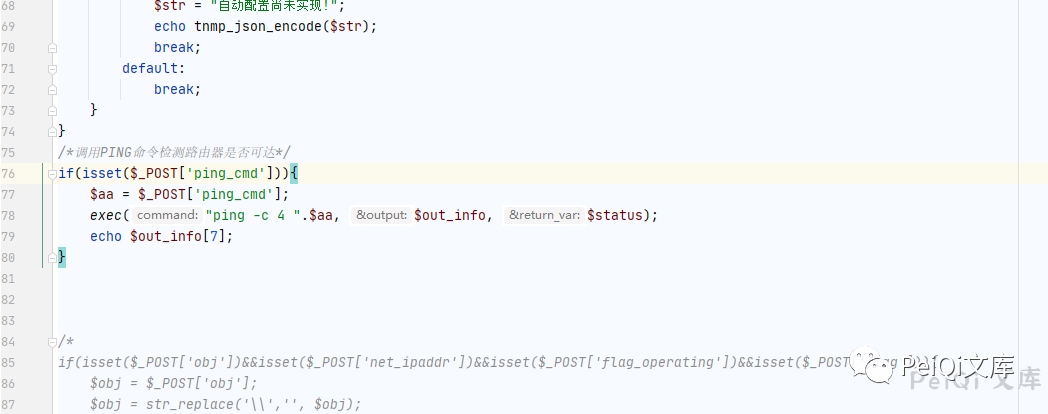 68 $str = "自动配置尚未实现!";
69 echo tnmp_json_encode($str);
70 break;
71 default:
72 break;
73 }
74 }
75 /*调用PING命令检测路由器是否可达*/
76 if(isset($_POST['ping_cmd'])){
77 $aa = $_POST['ping_cmd'];
78 exec( command: "ping -c 4 ".$aa, &output: $out_info, &return_var: $status);
79 echo $out_info[7];
80 }
81
82
83
84 /*
85 if(isset($_POST['obj'])&&isset($_POST['net_ipaddr'])&&isset($_POST['flag_operating'])&&isset($_POST
PeiQi文库
PeiQi 文库
86 $obj = $_POST['obj'];
87 $obj = str_replace('\\','', $obj);